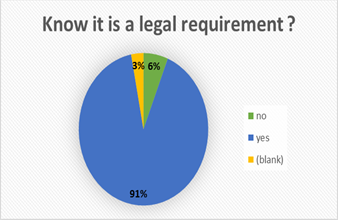 Know it is a legal requirement ?
3% 6%
no
yes
(blank)
91%